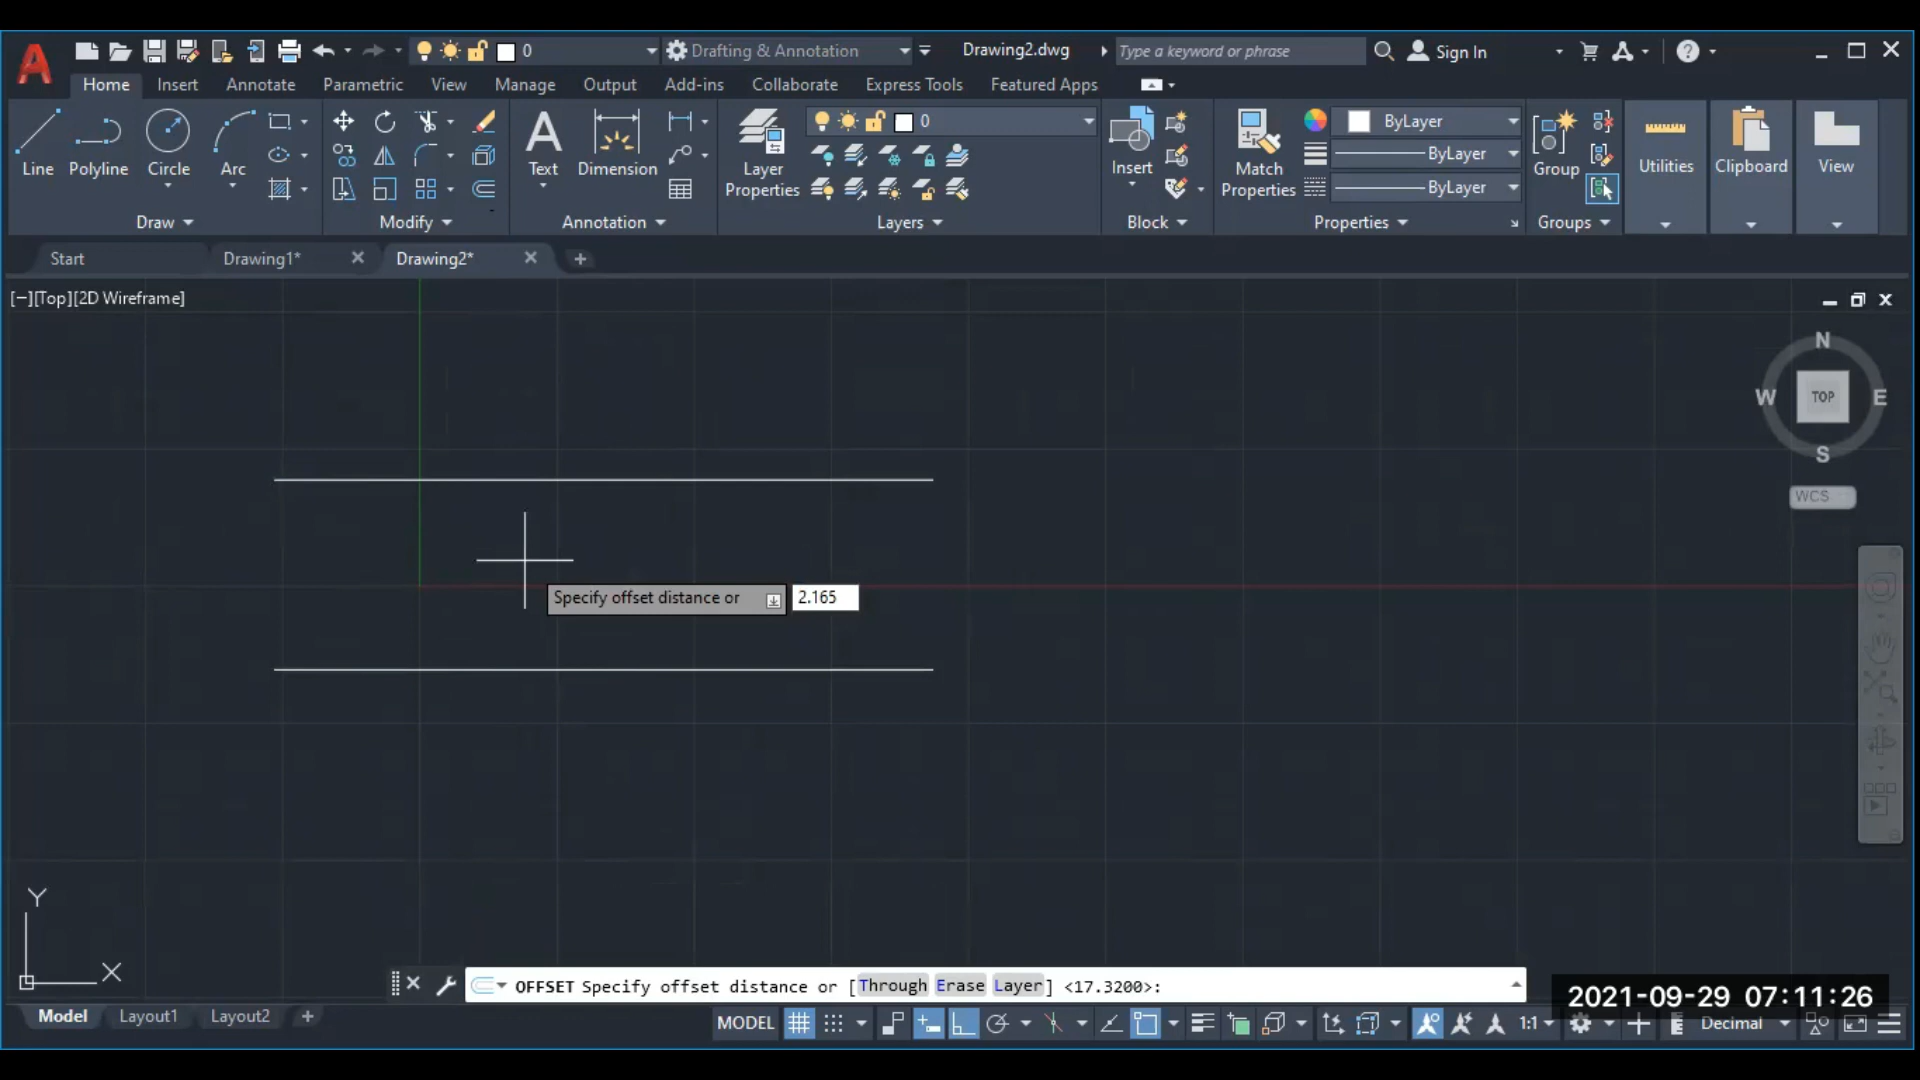 0
Drafting & Annotation
Drawing2.dwg
Type a keyword or phrase
Sign In
Home
Insert
Annotate
Parametric
View
Manage
Output
Add-ins
Collaborate
Express Tools
Featured Apps
Line
Polyline
Circle
Arc
Text
Dimension
Layer
Properties
0
Insert
Match
Properties
ByLayer
ByLayer
ByLayer
Group
Utilities
Clipboard
View
Draw
Modify
Annotation
Layers
Block
Properties
Groups
Start
Drawing1*
Drawing2*
[−][Top][2D Wireframe]
N
W
TOP
E
S
WCS
Specify offset distance or
2.165
Y
X
OFFSET Specify offset distance or [Through Erase Layer] <17.3200>:
2021-09-29 07:11:26
Model
Layout1
Layout2
MODEL
1:1
Decimal